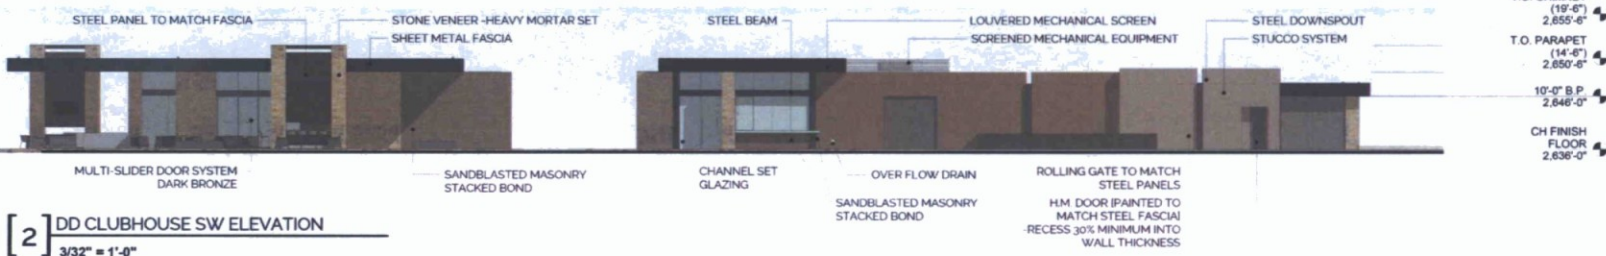 STEEL PANEL TO MATCH FASCIA
STONE VENEER -HEAVY MORTAR SET
SHEET METAL FASCIA
STEEL BEAM
LOUVERED MECHANICAL SCREEN
SCREENED MECHANICAL EQUIPMENT
STEEL DOWNSPOUT
STUCCO SYSTEM
(19'-6")
2,655'-6"
T.O. PARAPET
(14'-6")
2,650'-6"
10'-0" B.P.
2,646'-0"
CH FINISH
FLOOR
2,636'-0"
MULTI-SLIDER DOOR SYSTEM
DARK BRONZE
SANDBLASTED MASONRY
STACKED BOND
CHANNEL SET
GLAZING
OVER FLOW DRAIN
SANDBLASTED MASONRY
STACKED BOND
ROLLING GATE TO MATCH
STEEL PANELS
H.M. DOOR [PAINTED TO
MATCH STEEL FASCIA]
-RECESS 30% MINIMUM INTO
WALL THICKNESS
[2] DD CLUBHOUSE SW ELEVATION
3/32" = 1'-0"